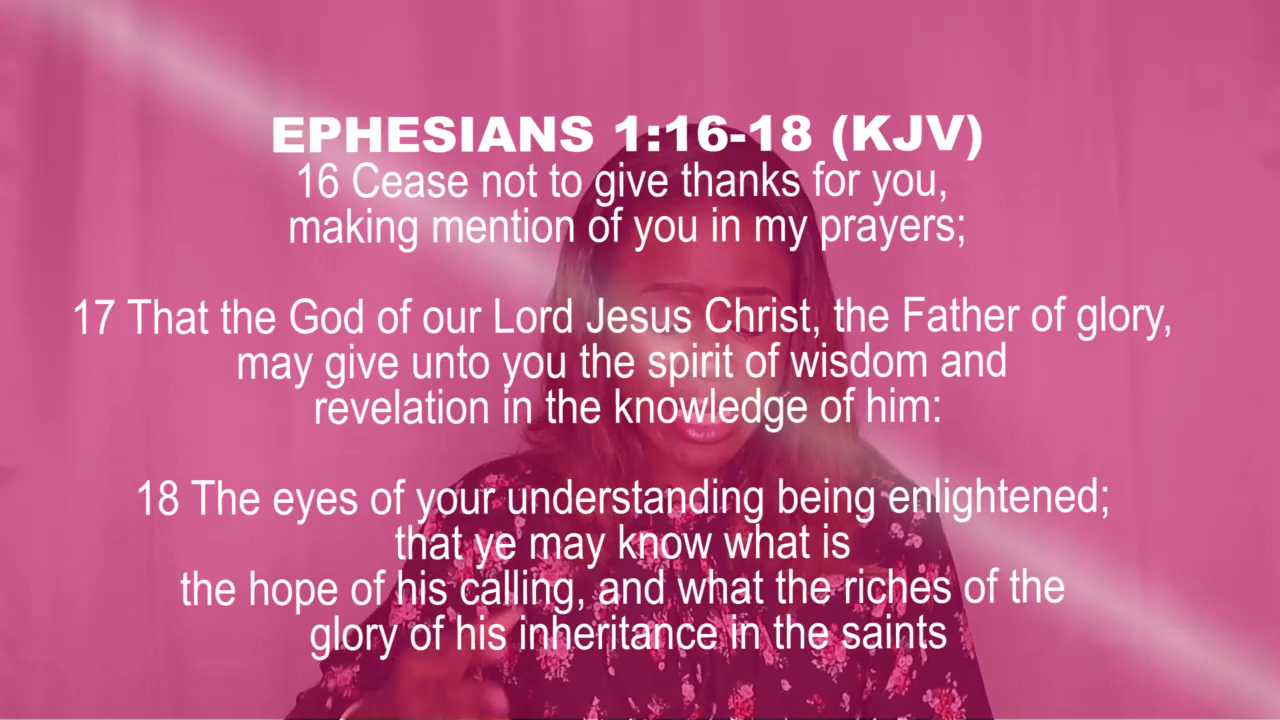 EPHESIANS 1:16-18 (KJV)
16 Cease not to give thanks for you,
making mention of you in my prayers;
17 That the God of our Lord Jesus Christ, the Father of glory,
may give unto you the spirit of wisdom and
revelation in the knowledge of him:
18 The eyes of your understanding being enlightened;
that ye may know what is
the hope of his calling, and what the riches of the
glory of his inheritance in the saints